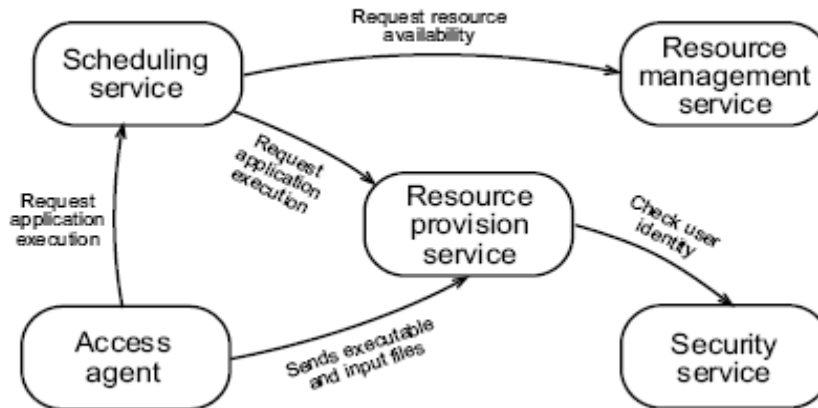 Request resource
availability
Scheduling
service
Resource
management
service
Request
application
execution
Request
application
execution
Resource
provision
service
Check user
identity
Access
agent
Sends executable
and input files
Security
service